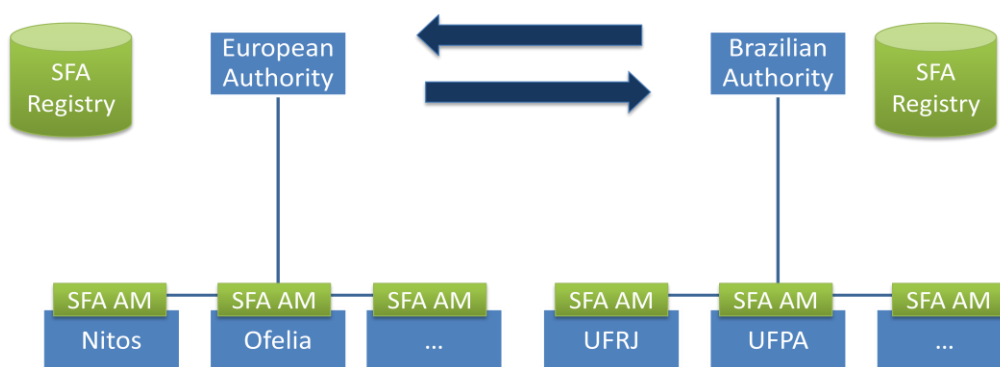 SFA
Registry
European
Authority
Brazilian
Authority
SFA
Registry
SFA AM
SFA AM
SFA AM
SFA AM
SFA AM
SFA AM
Nitos
Ofelia
...
UFRJ
UFPA
...